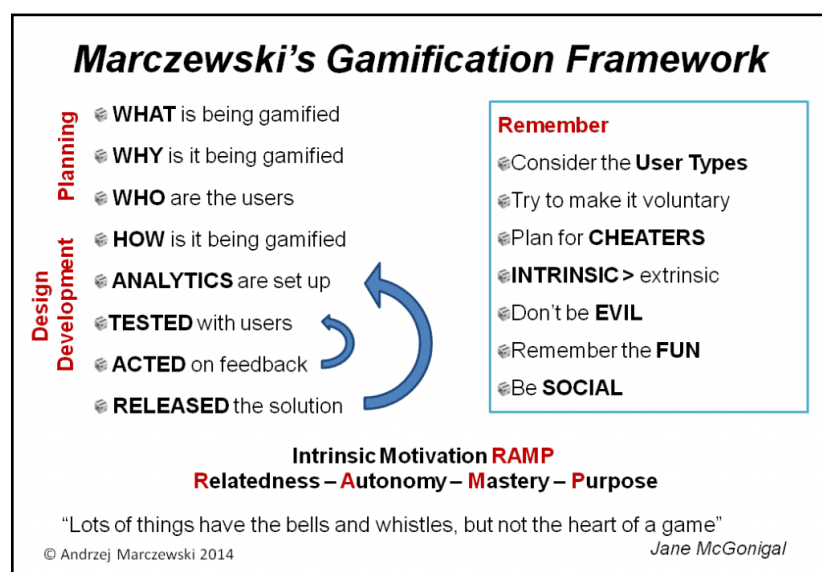 Marczewski's Gamification Framework
Planning
WHAT is being gamified
WHY is it being gamified
WHO are the users
Design
Development
HOW is it being gamified
ANALYTICS are set up
TESTED with users
ACTED on feedback
RELEASED the solution
Remember
Consider the User Types
Try to make it voluntary
Plan for CHEATERS
INTRINSIC > extrinsic
Don't be EVIL
Remember the FUN
Be SOCIAL
Intrinsic Motivation RAMP
Relatedness – Autonomy – Mastery – Purpose
“Lots of things have the bells and whistles, but not the heart of a game”
Jane McGonigal
© Andrzej Marczewski 2014